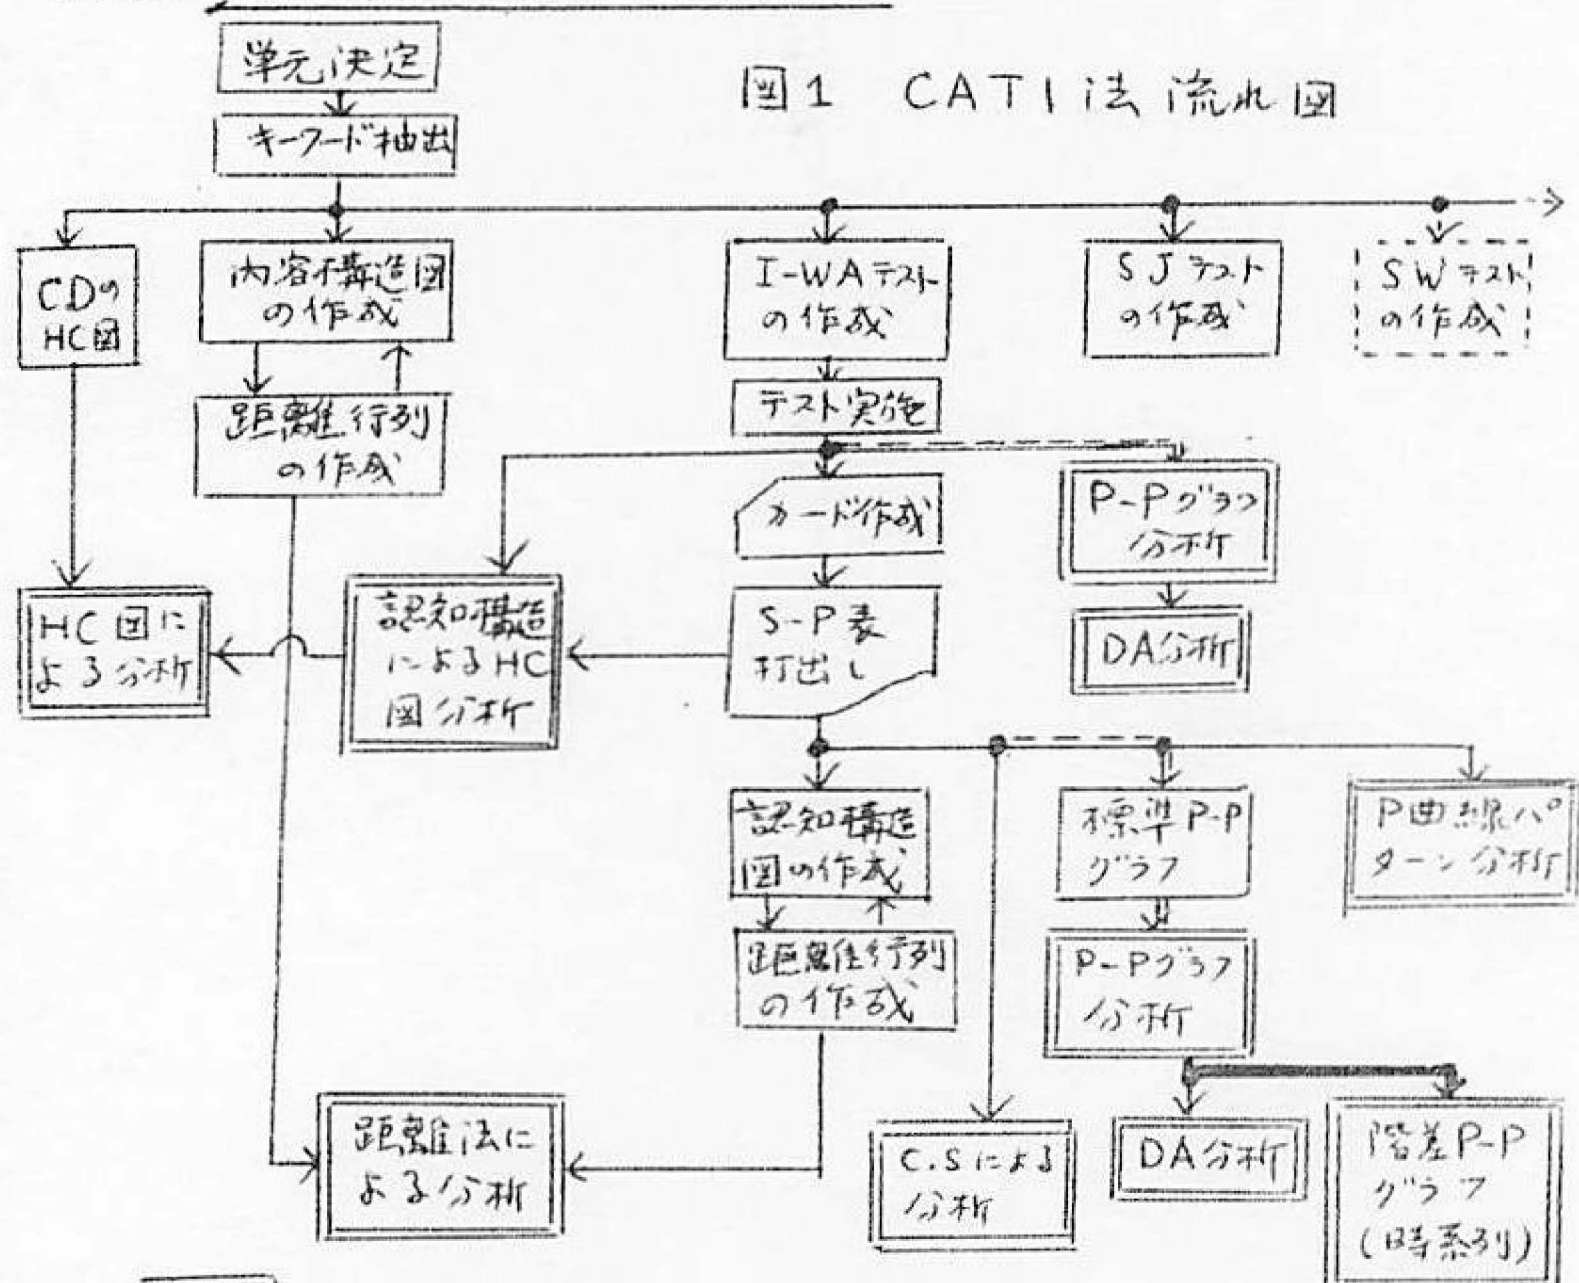 単元決定
図1 CATI法流れ図
キーワード抽出
CDの
HC図
内容構造図
の作成
I-WAテスト
の作成
SJテスト
の作成
SWテスト
の作成
距離行列
の作成
テスト実施
カード作成
P-Pグラフ
分析
HC図に
よる分析
認知構造
によるHC
図分析
S-P表
打出し
DA分析
認知構造
図の作成
標準P-P
グラフ
P曲線パ
ターン分析
距離行列
の作成
P-Pグラフ
分析
距離法に
よる分析
C.Sによる
分析
DA分析
階差P-P
グラフ
(時系列)